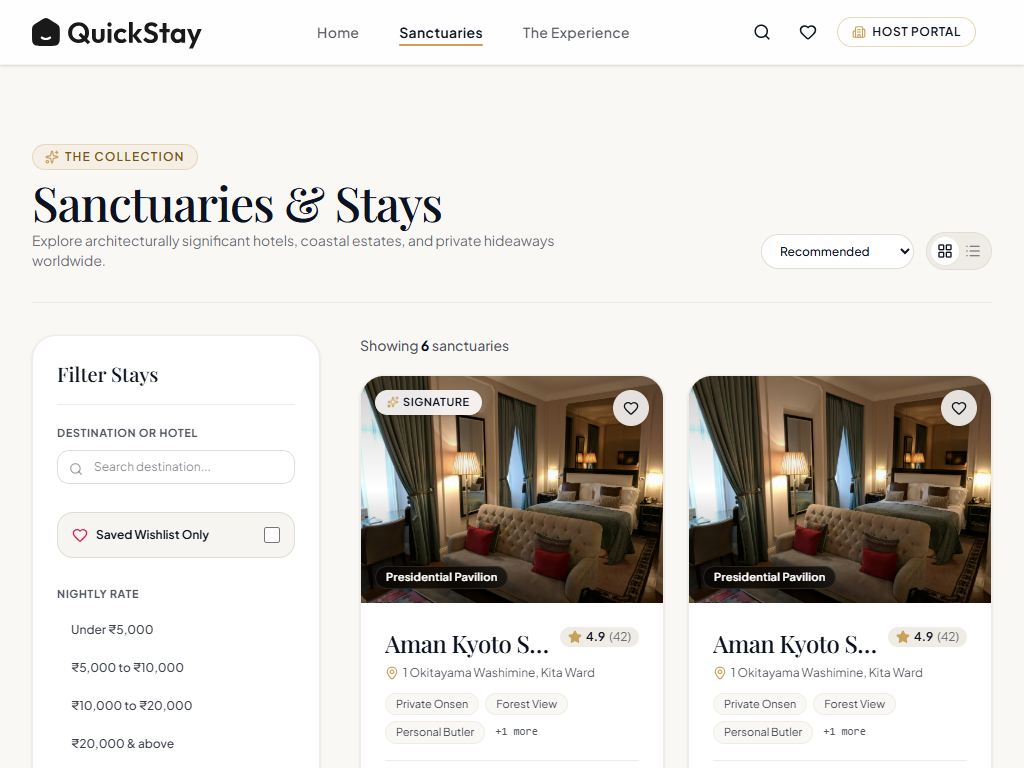 QuickStay
Home
Sanctuaries
The Experience
HOST PORTAL
THE COLLECTION
Sanctuaries & Stays
Explore architecturally significant hotels, coastal estates, and private hideaways
worldwide.
Recommended
Filter Stays
DESTINATION OR HOTEL
Search destination...
Saved Wishlist Only
NIGHTLY RATE
Under ₹5,000
₹5,000 to ₹10,000
₹10,000 to ₹20,000
₹20,000 & above
Showing 6 sanctuaries
SIGNATURE
Presidential Pavilion
Aman Kyoto S...
4.9 (42)
1 Okitayama Washimine, Kita Ward
Private Onsen
Forest View
Personal Butler
+1 more
Presidential Pavilion
Aman Kyoto S...
4.9 (42)
1 Okitayama Washimine, Kita Ward
Private Onsen
Forest View
Personal Butler
+1 more